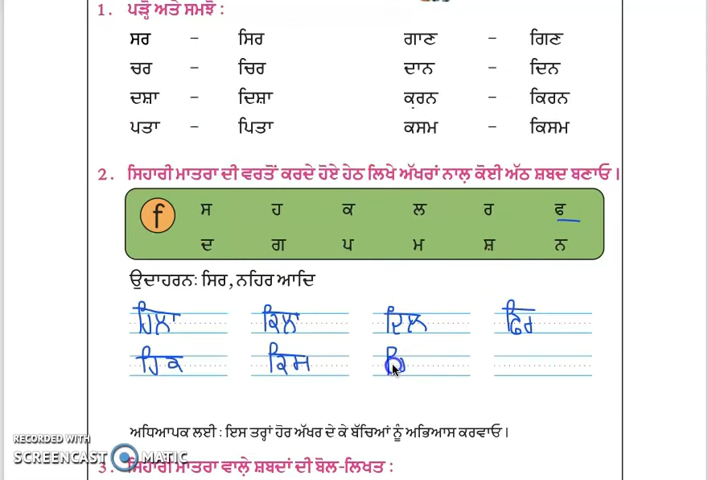 1. ਪੜ੍ਹੋ ਅਤੇ ਸਮਝੋ :
ਸਰ – ਸਿਰ ਗਾਣ – ਗਿਣ
ਚਰ – ਚਿਰ ਦਾਨ – ਦਿਨ
ਦਸ਼ਾ – ਦਿਸ਼ਾ ਕਰਨ – ਕਿਰਨ
ਪਤਾ – ਪਿਤਾ ਕਸਮ – ਕਿਸਮ
2. ਸਿਹਾਰੀ ਮਾਤਰਾ ਦੀ ਵਰਤੋਂ ਕਰਦੇ ਹੋਏ ਹੇਠ ਲਿਖੇ ਅੱਖਰਾਂ ਨਾਲ਼ ਕੋਈ ਅੱਠ ਸ਼ਬਦ ਬਣਾਓ।
ਿ ਸ ਹ ਕ ਲ ਰ ਫ
ਦ ਗ ਪ ਮ ਸ਼ ਨ
ਉਦਾਹਰਨ: ਸਿਰ, ਨਹਿਰ ਆਦਿ
ਹਿਲਾ ਕਿਲਾ ਦਿਲ ਫਿਰ
ਹਿਕ ਕਿਸ
ਅਧਿਆਪਕ ਲਈ : ਇਸ ਤਰ੍ਹਾਂ ਹੋਰ ਅੱਖਰ ਦੇ ਕੇ ਬੱਚਿਆਂ ਨੂੰ ਅਭਿਆਸ ਕਰਵਾਓ।
RECORDED WITH
SCREENCAST MATIC
3. ਸਿਹਾਰੀ ਮਾਤਰਾ ਵਾਲ਼ੇ ਸ਼ਬਦਾਂ ਦੀ ਬੋਲ-ਲਿਖਤ :